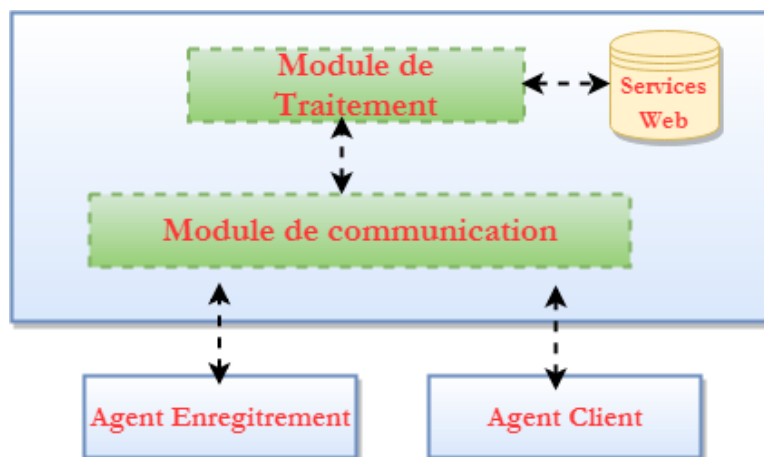 Module de
Traitement
Services
Web
Module de communication
Agent Enregitrement
Agent Client